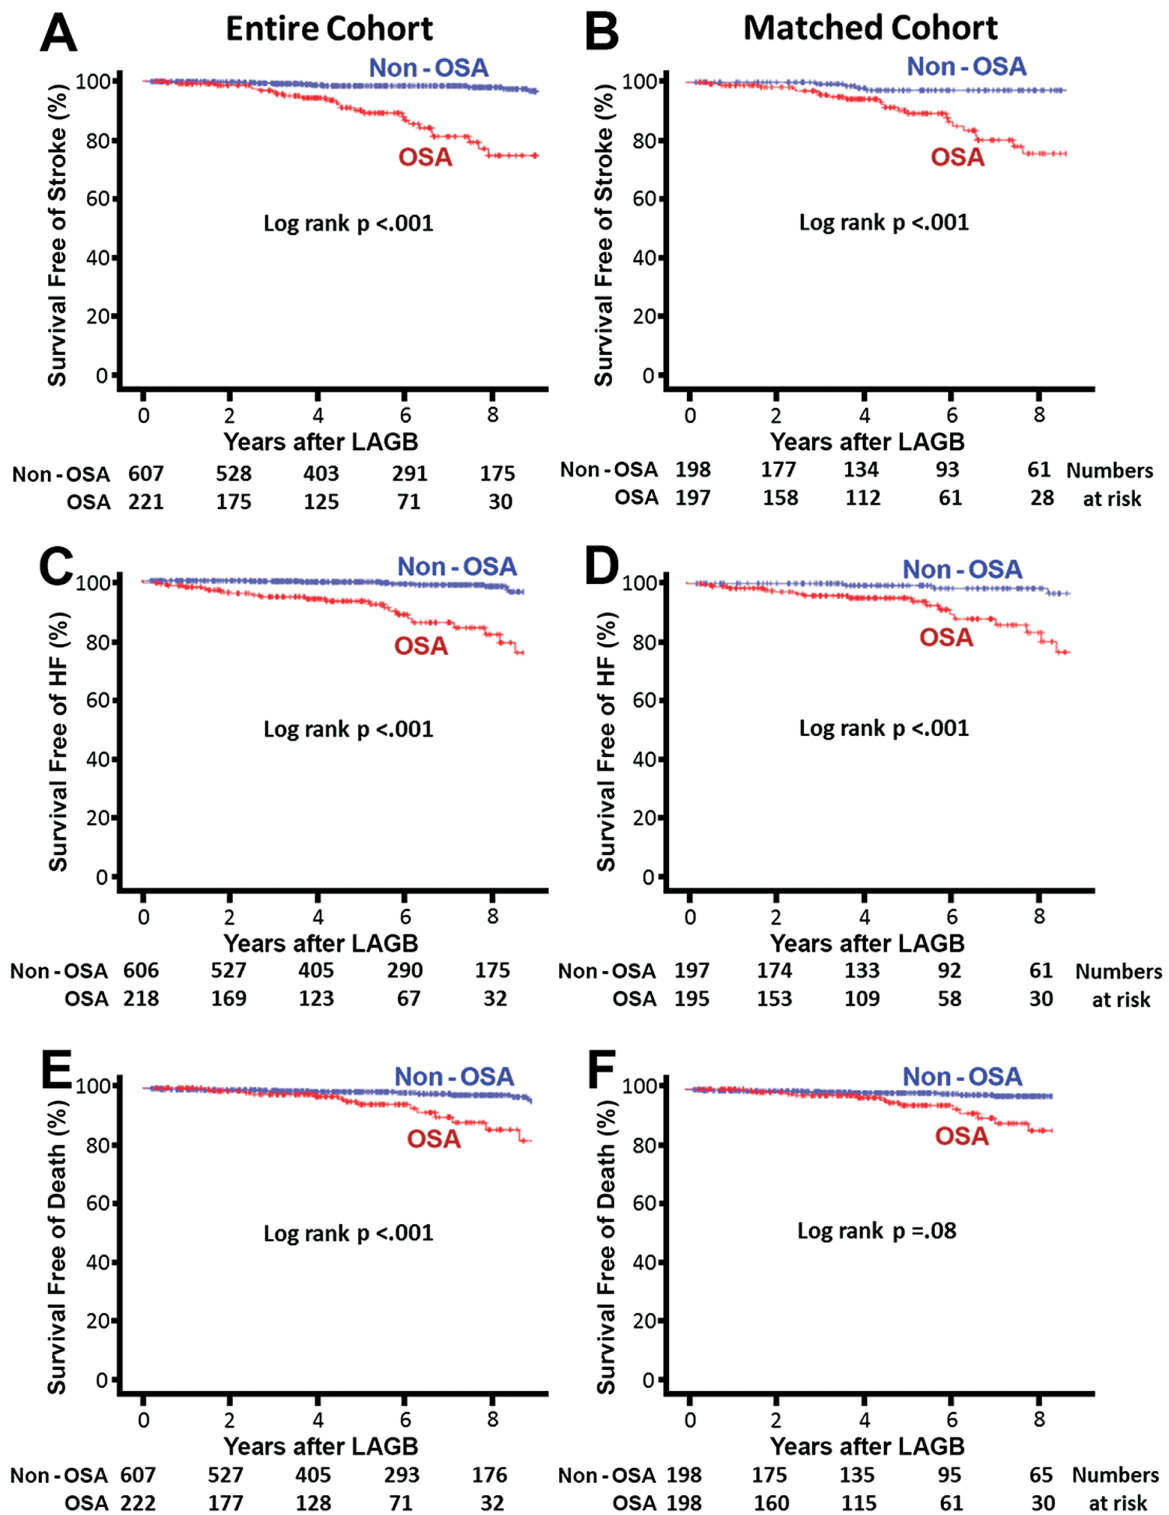 A Entire Cohort
B Matched Cohort
Survival Free of Stroke (%)
100
80
60
40
20
0
Non - OSA
OSA
Log rank p <.001
0 2 4 6 8
Years after LAGB
Non - OSA 607 528 403 291 175
OSA 221 175 125 71 30
Survival Free of Stroke (%)
100
80
60
40
20
0
Non - OSA
OSA
Log rank p <.001
0 2 4 6 8
Years after LAGB
Non - OSA 198 177 134 93 61 Numbers
OSA 197 158 112 61 28 at risk
C
Survival Free of HF (%)
100
80
60
40
20
0
Non - OSA
OSA
Log rank p <.001
0 2 4 6 8
Years after LAGB
Non - OSA 606 527 405 290 175
OSA 218 169 123 67 32
D
Survival Free of HF (%)
100
80
60
40
20
0
Non - OSA
OSA
Log rank p <.001
0 2 4 6 8
Years after LAGB
Non - OSA 197 174 133 92 61 Numbers
OSA 195 153 109 58 30 at risk
E
Survival Free of Death (%)
100
80
60
40
20
0
Non - OSA
OSA
Log rank p <.001
0 2 4 6 8
Years after LAGB
Non - OSA 607 527 405 293 176
OSA 222 177 128 71 32
F
Survival Free of Death (%)
100
80
60
40
20
0
Non - OSA
OSA
Log rank p =.08
0 2 4 6 8
Years after LAGB
Non - OSA 198 175 135 95 65 Numbers
OSA 198 160 115 61 30 at risk